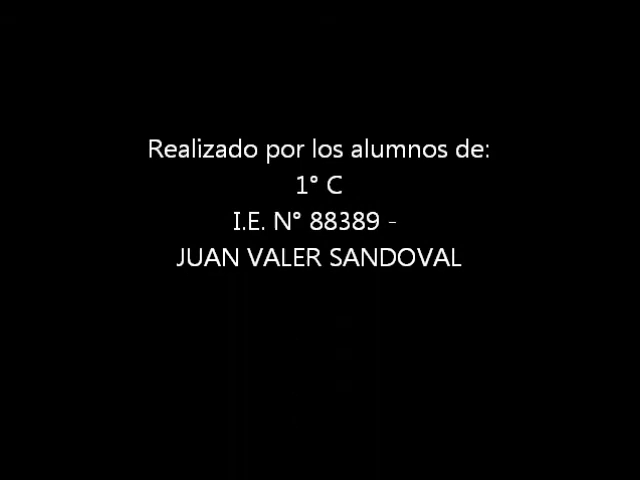 Realizado por los alumnos de:
1° C
I.E. N° 88389 -
JUAN VALER SANDOVAL